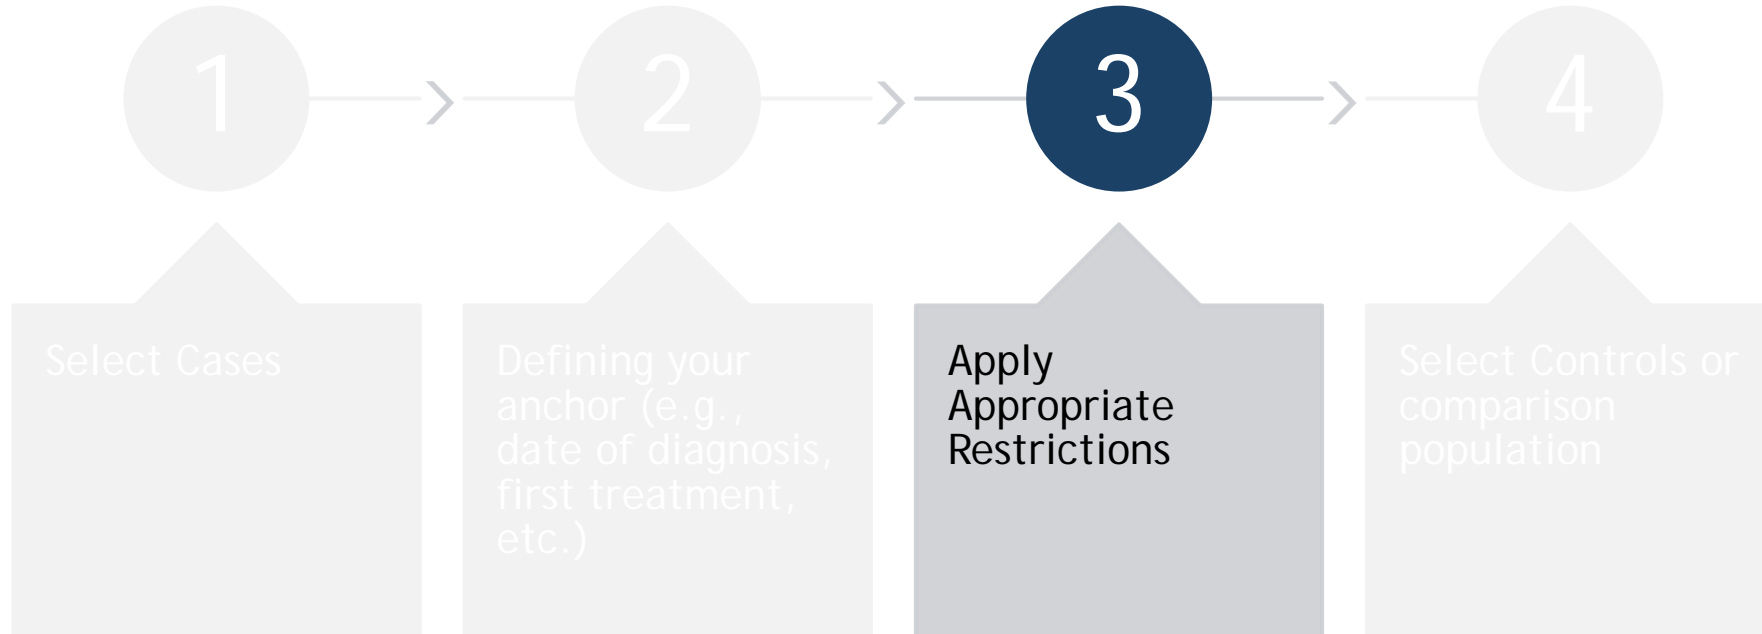 1
2
3
4
Select Cases
Defining your
anchor (e.g.,
date of diagnosis,
first treatment,
etc.)
Apply
Appropriate
Restrictions
Select Controls or
comparison
population